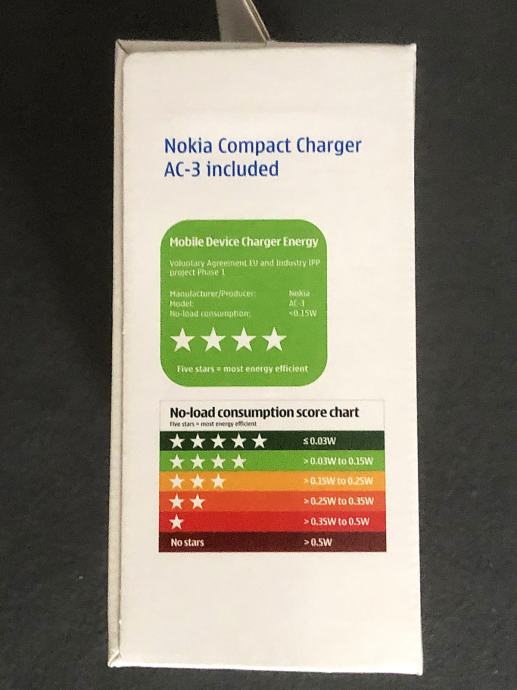 Nokia Compact Charger
AC-3 included
Mobile Device Charger Energy
Voluntary Agreement EU and Industry IPP
project Phase 1
Manufacturer/Producer: Nokia
Model: AC-3
No-load consumption: <0.15W
★ ★ ★ ★
Five stars = most energy efficient
No-load consumption score chart
Five stars = most energy efficient
★ ★ ★ ★ ★ ≤ 0.03W
★ ★ ★ ★ > 0.03W to 0.15W
★ ★ ★ > 0.15W to 0.25W
★ ★ > 0.25W to 0.35W
★ > 0.35W to 0.5W
No stars > 0.5W